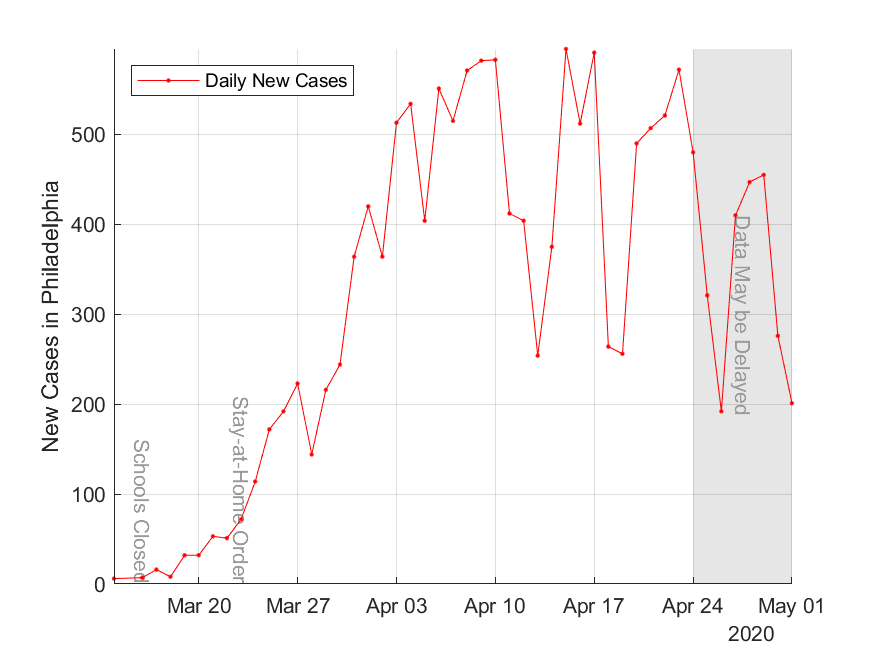 Daily New Cases
New Cases in Philadelphia
500
400
300
200
100
0
Schools Closed
Stay-at-Home Order
Data May be Delayed
Mar 20
Mar 27
Apr 03
Apr 10
Apr 17
Apr 24
May 01
2020